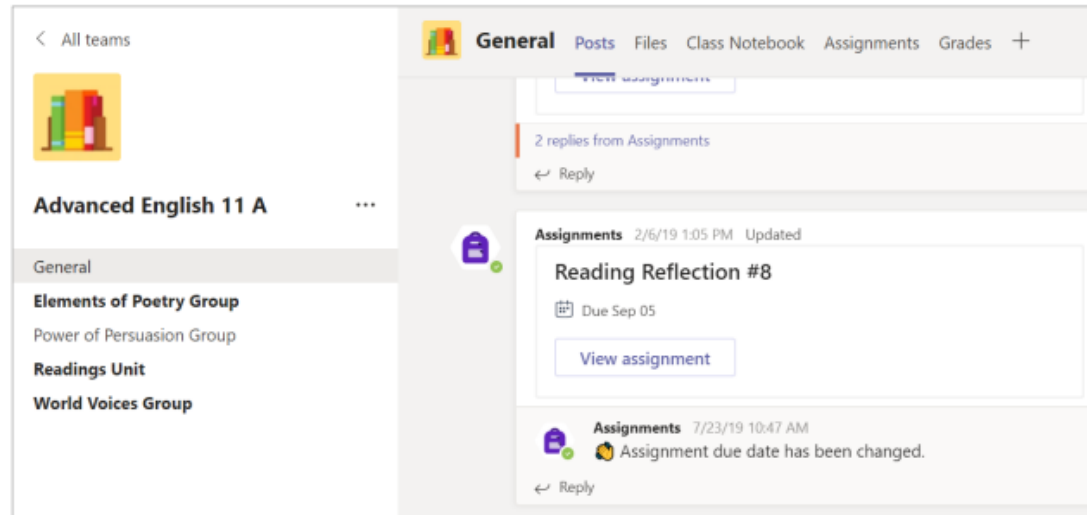 All teams
Advanced English 11 A
General
Elements of Poetry Group
Power of Persuasion Group
Readings Unit
World Voices Group
General Posts Files Class Notebook Assignments Grades
View assignment
2 replies from Assignments
Reply
Assignments 2/6/19 1:05 PM Updated
Reading Reflection #8
Due Sep 05
View assignment
Assignments 7/23/19 10:47 AM
Assignment due date has been changed.
Reply